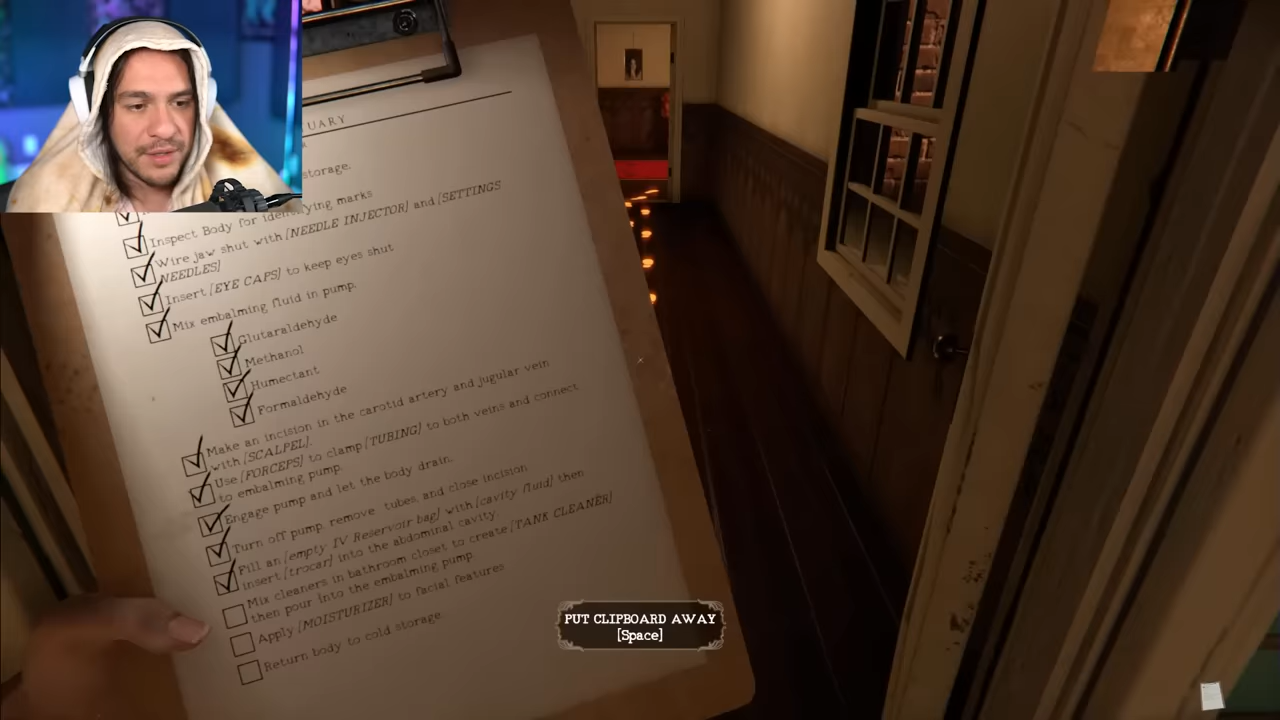 UARY
storage.
Inspect Body for identifying marks
Wire jaw shut with [NEEDLE INJECTOR] and [SETTINGS
NEEDLES]
Insert [EYE CAPS] to keep eyes shut
Mix embalming fluid in pump.
Glutaraldehyde
Methanol
Humectant
Formaldehyde
Make an incision in the carotid artery and jugular vein
with [SCALPEL].
Use [FORCEPS] to clamp [TUBING] to both veins and connect
to embalming pump.
Engage pump and let the body drain.
Turn off pump, remove tubes, and close incision
Fill an [empty IV Reservoir bag] with [cavity fluid] then
insert [trocar] into the abdominal cavity.
Mix cleaners in bathroom closet to create [TANK CLEANER]
then pour into the embalming pump
Apply [MOISTURIZER] to facial features
Return body to cold storage.
PUT CLIPBOARD AWAY
[Space]